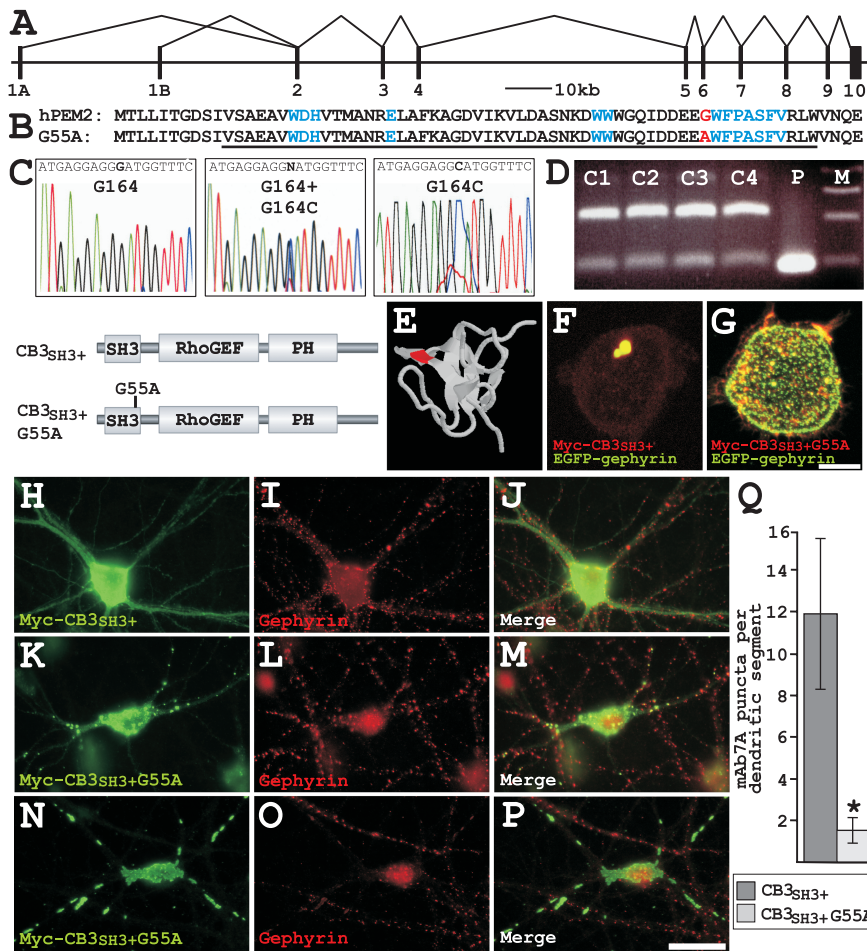 A
1A 1B 2 3 4 10kb 5 6 7 8 9 10
hPEM2: MTLLITGDSIVSAEAVWDHVTMANRELAFKAGDVIKVLDASNKDWWWGQIDDEEGWFPASFVRLWVNQE
B
G55A: MTLLITGDSIVSAEAVWDHVTMANRELAFKAGDVIKVLDASNKDWWWGQIDDEEAWFPASFVRLWVNQE
C
ATGAGGAGGGATGGTTTC
G164
ATGAGGAGGNATGGTTTC
G164+
G164C
ATGAGGAGCATGGTTTC
G164C
D
C1 C2 C3 C4 P M
CB3SH3+
SH3 RhoGEF PH
G55A
CB3SH3+
G55A
SH3 RhoGEF PH
E
F
Myc-CB3SH3+
EGFP-gephyrin
G
Myc-CB3SH3+G55A
EGFP-gephyrin
H
Myc-CB3SH3+
I
Gephyrin
J
Merge
K
Myc-CB3SH3+G55A
L
Gephyrin
M
Merge
N
Myc-CB3SH3+G55A
O
Gephyrin
P
Merge
Q
mAb7A puncta per
dendritic segment
16
14
12
10
8
6
4
2
*
CB3SH3+
CB3SH3+G55A